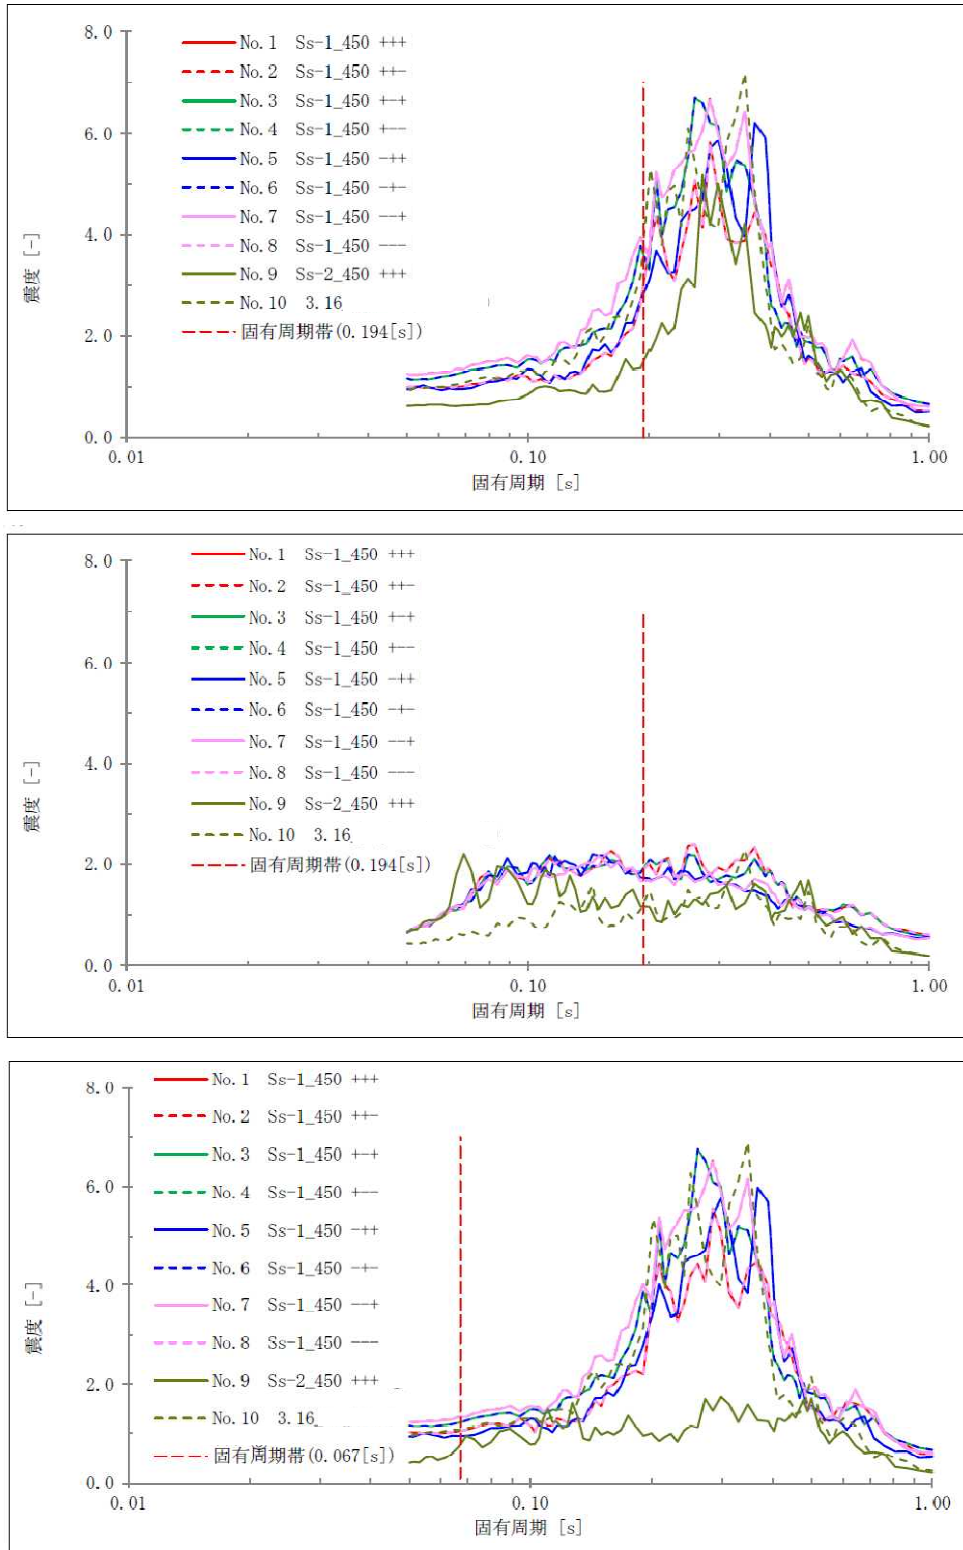 8.0
6.0
4.0
2.0
0.0
震度 [-]
No.1 Ss-1_450 +++
No.2 Ss-1_450 ++-
No.3 Ss-1_450 +-+
No.4 Ss-1_450 +--
No.5 Ss-1_450 -++
No.6 Ss-1_450 -+-
No.7 Ss-1_450 --+
No.8 Ss-1_450 ---
No.9 Ss-2_450 +++
No.10 3.16
固有周期帯(0.194[s])
0.01 0.10 1.00
固有周期 [s]
8.0
6.0
4.0
2.0
0.0
震度 [-]
No.1 Ss-1_450 +++
No.2 Ss-1_450 ++-
No.3 Ss-1_450 +-+
No.4 Ss-1_450 +--
No.5 Ss-1_450 -++
No.6 Ss-1_450 -+-
No.7 Ss-1_450 --+
No.8 Ss-1_450 ---
No.9 Ss-2_450 +++
No.10 3.16
固有周期帯(0.194[s])
0.01 0.10 1.00
固有周期 [s]
8.0
6.0
4.0
2.0
0.0
震度 [-]
No.1 Ss-1_450 +++
No.2 Ss-1_450 ++-
No.3 Ss-1_450 +-+
No.4 Ss-1_450 +--
No.5 Ss-1_450 -++
No.6 Ss-1_450 -+-
No.7 Ss-1_450 --+
No.8 Ss-1_450 ---
No.9 Ss-2_450 +++
No.10 3.16
固有周期帯(0.067[s])
0.01 0.10 1.00
固有周期 [s]